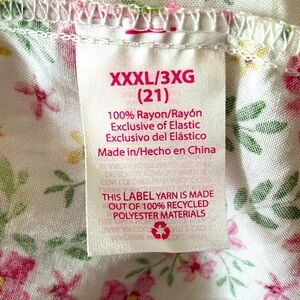 XXXL/3XG
(21)
100% Rayon/Rayón
Exclusive of Elastic
Exclusivo del Elástico
Made in/Hecho en China
THIS LABEL YARN IS MADE
OUT OF 100% RECYCLED
POLYESTER MATERIALS